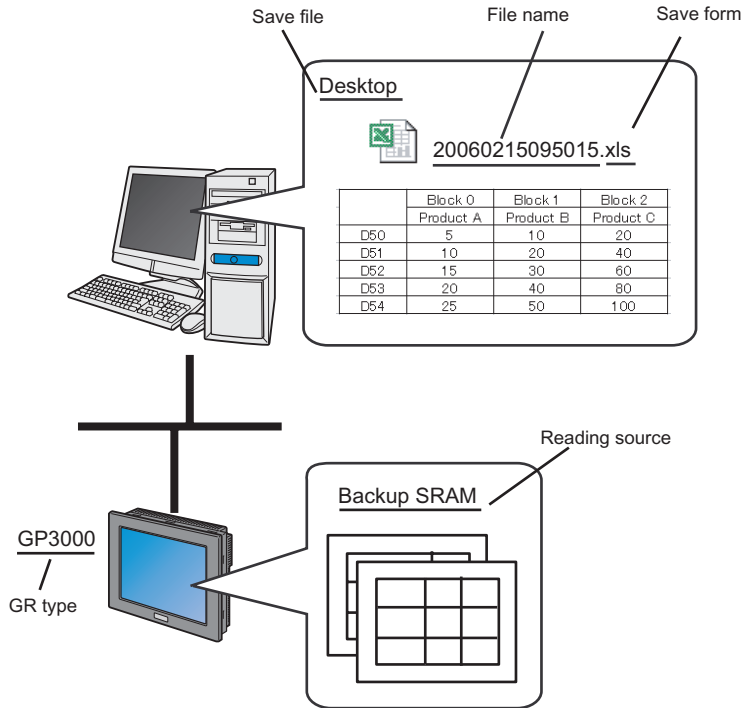 Save file
File name
Save form
Desktop
20060215095015.xls
Block 0 Block 1 Block 2
Product A Product B Product C
D50 5 10 20
D51 10 20 40
D52 15 30 60
D53 20 40 80
D54 25 50 100
Reading source
Backup SRAM
GP3000
GR type